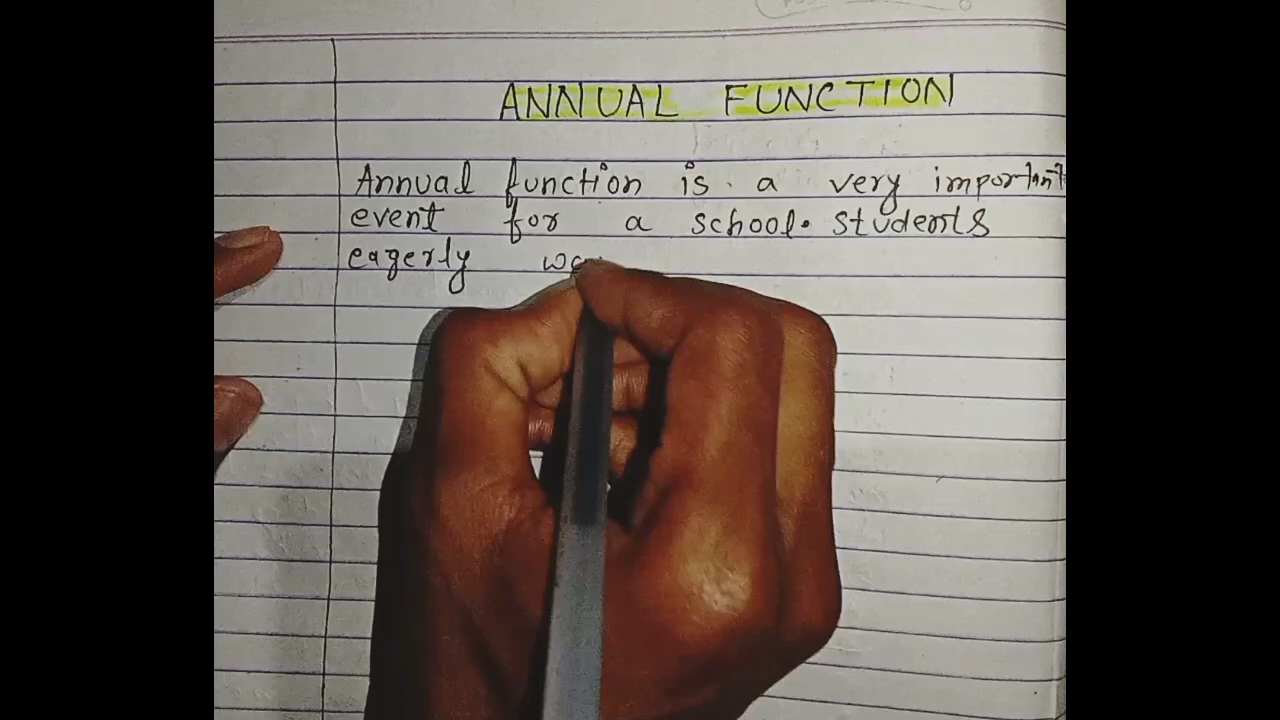 ANNUAL FUNCTION
Annual function is a very important
event for a school. students
eagerly